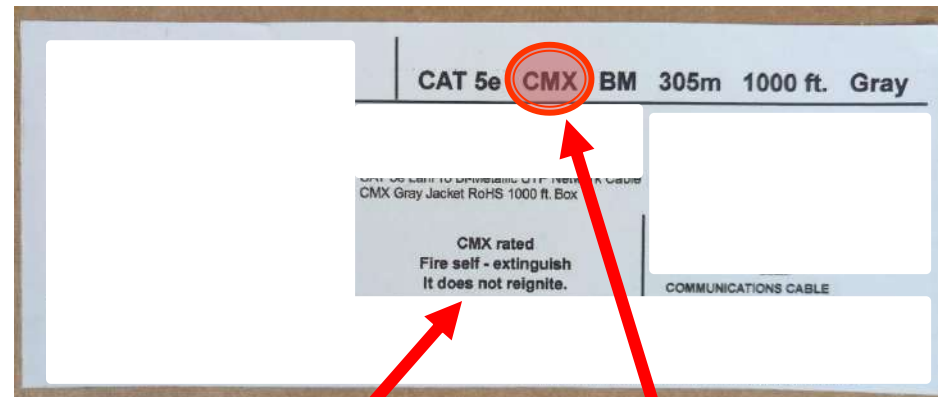 CAT 5e CMX BM 305m 1000 ft. Gray
CMX Gray Jacket RoHS 1000 ft. Box
CMX rated
Fire self - extinguish
It does not reignite.
COMMUNICATIONS CABLE